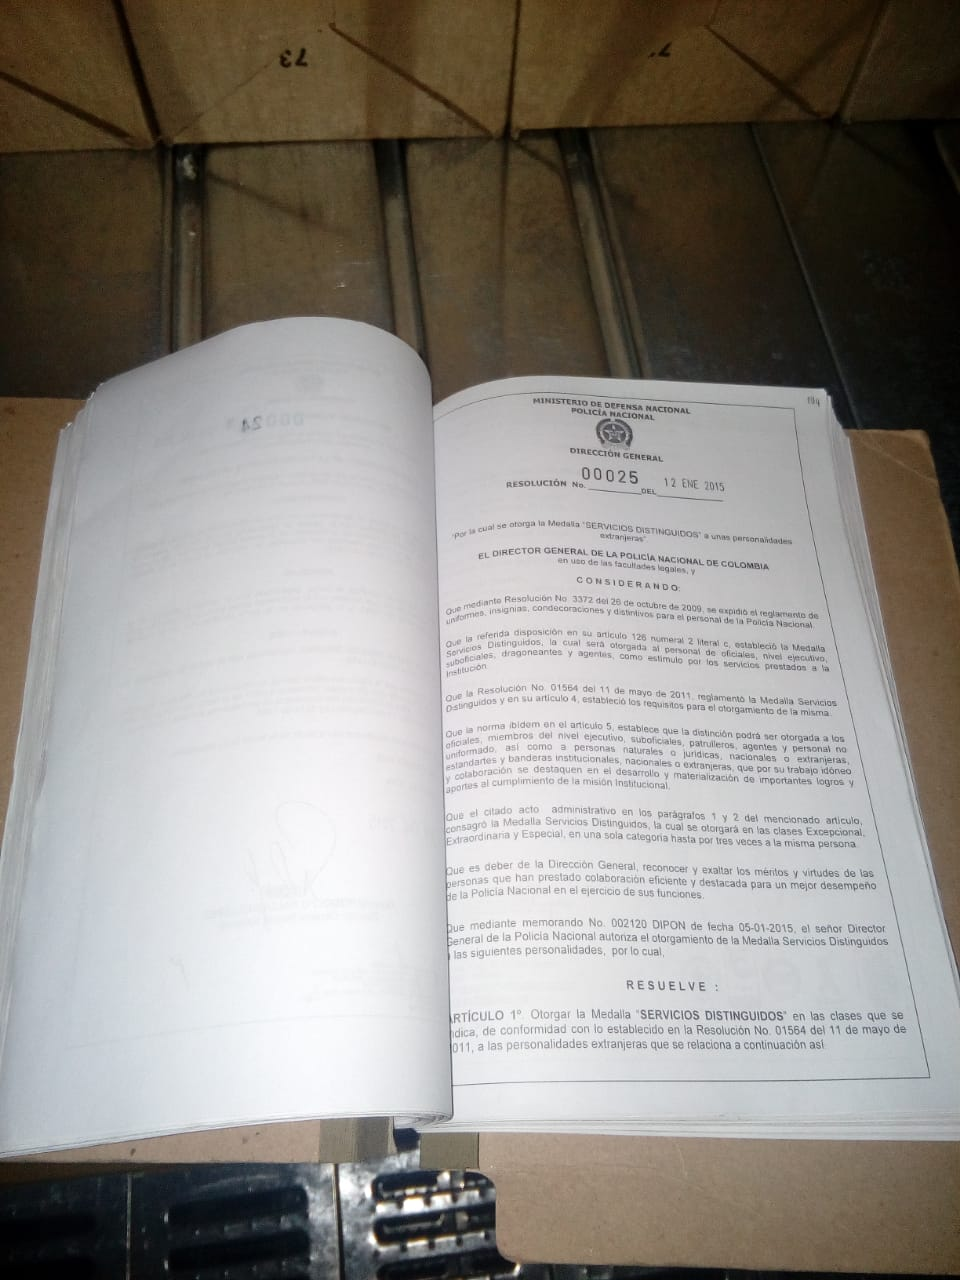 73
194
MINISTERIO DE DEFENSA NACIONAL
POLICÍA NACIONAL
DIRECCIÓN GENERAL
RESOLUCIÓN No. 00025 DEL 12 ENE 2015
"Por la cual se otorga la Medalla "SERVICIOS DISTINGUIDOS" a unas personalidades
extranjeras"
EL DIRECTOR GENERAL DE LA POLICÍA NACIONAL DE COLOMBIA
en uso de las facultades legales, y
CONSIDERANDO:
Que mediante Resolución No. 3372 del 26 de octubre de 2009, se expidió el reglamento de
uniformes, insignias, condecoraciones y distintivos para el personal de la Policía Nacional.
Que la referida disposición en su artículo 126 numeral 2 literal c, estableció la Medalla
Servicios Distinguidos, la cual será otorgada al personal de oficiales, nivel ejecutivo,
suboficiales, dragoneantes y agentes, como estímulo por los servicios prestados a la
Institución.
Que la Resolución No. 01564 del 11 de mayo de 2011, reglamentó la Medalla Servicios
Distinguidos y en su artículo 4, estableció los requisitos para el otorgamiento de la misma.
Que la norma ibídem en el artículo 5, establece que la distinción podrá ser otorgada a los
oficiales, miembros del nivel ejecutivo, suboficiales, patrulleros, agentes y personal no
uniformado, así como a personas naturales o jurídicas, nacionales o extranjeras,
estandartes y banderas institucionales, nacionales o extranjeras, que por su trabajo idóneo
y colaboración se destaquen en el desarrollo y materialización de importantes logros y
aportes al cumplimiento de la misión Institucional.
Que el citado acto administrativo en los parágrafos 1 y 2 del mencionado artículo,
consagró la Medalla Servicios Distinguidos, la cual se otorgará en las clases Excepcional,
Extraordinaria y Especial, en una sola categoría hasta por tres veces a la misma persona.
Que es deber de la Dirección General, reconocer y exaltar los méritos y virtudes de las
personas que han prestado colaboración eficiente y destacada para un mejor desempeño
de la Policía Nacional en el ejercicio de sus funciones.
Que mediante memorando No. 002120 DIPON de fecha 05-01-2015, el señor Director
General de la Policía Nacional autoriza el otorgamiento de la Medalla Servicios Distinguidos
las siguientes personalidades, por lo cual,
RESUELVE :
ARTÍCULO 1º. Otorgar la Medalla "SERVICIOS DISTINGUIDOS" en las clases que se
indica, de conformidad con lo establecido en la Resolución No. 01564 del 11 de mayo de
2011, a las personalidades extranjeras que se relaciona a continuación así: